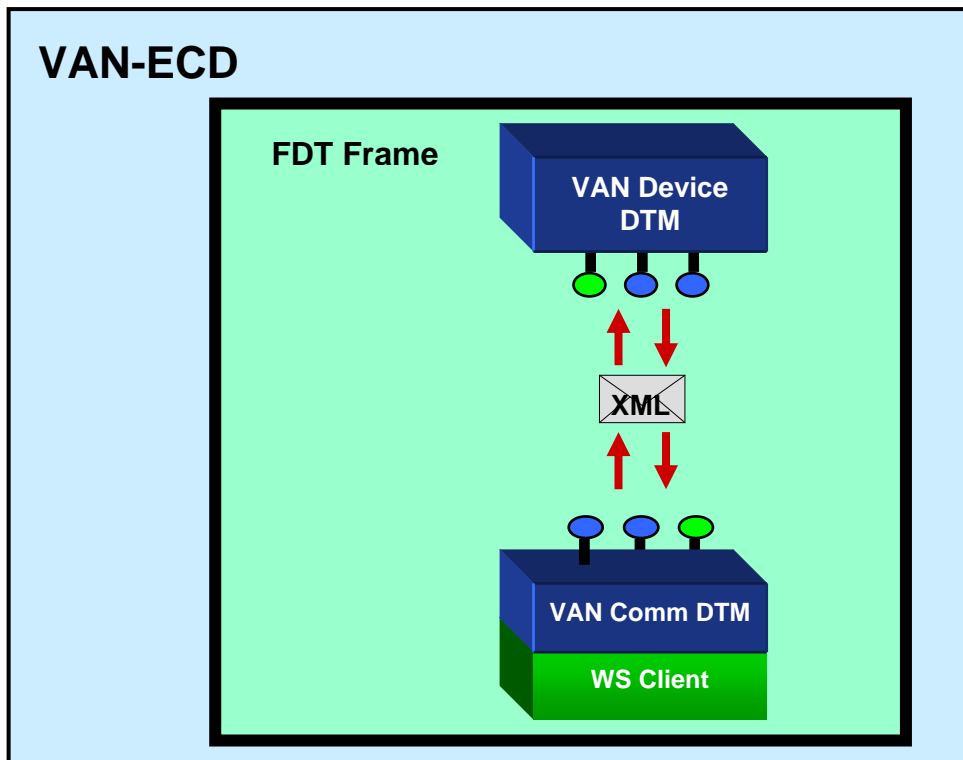 VAN-ECD
FDT Frame
VAN Device
DTM
XML
VAN Comm DTM
WS Client